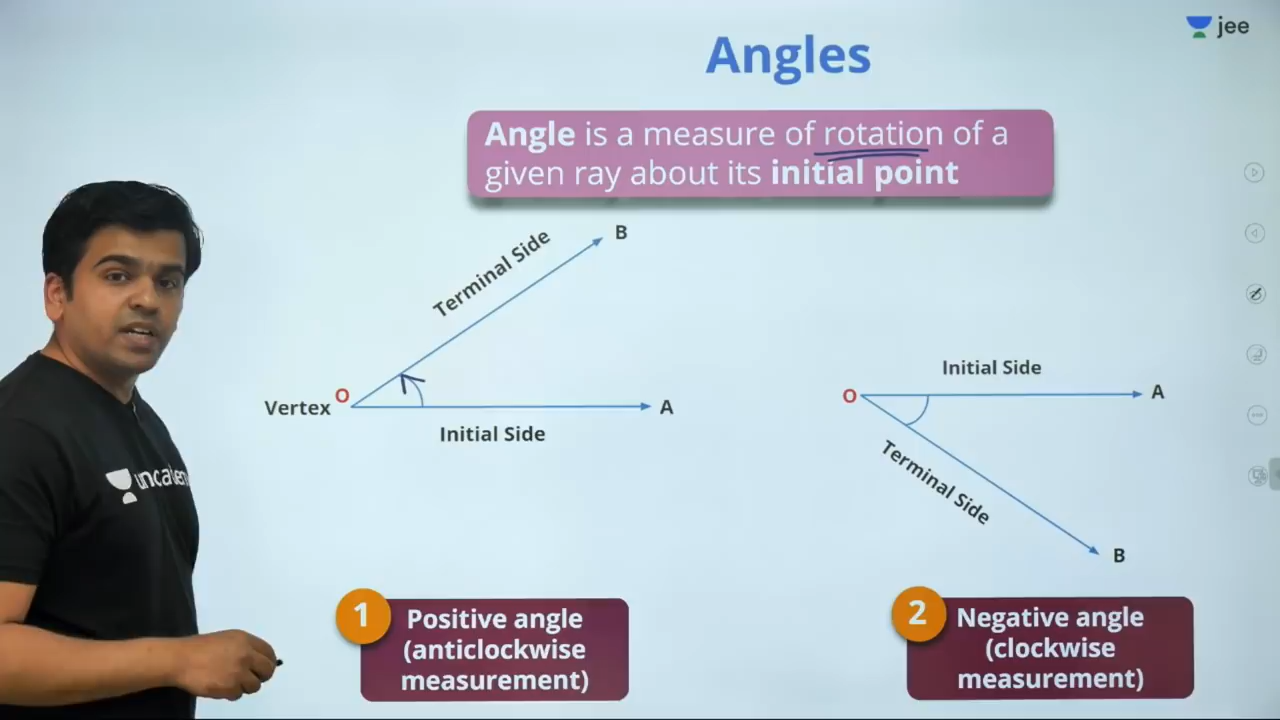 jee
Angles
Angle is a measure of rotation of a
given ray about its initial point
Terminal Side
B
Vertex
O
A
Initial Side
Initial Side
O
A
Terminal Side
B
1
Positive angle
(anticlockwise
measurement)
2
Negative angle
(clockwise
measurement)